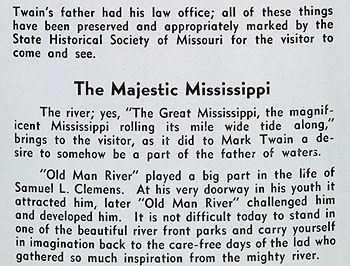 Twain's father had his law office; all of these things
have been preserved and appropriately marked by the
State Historical Society of Missouri for the visitor to
come and see.
The Majestic Mississippi
The river; yes, "The Great Mississippi, the magnif-
icent Mississippi rolling its mile wide tide along,"
brings to the visitor, as it did to Mark Twain a de-
sire to somehow be a part of the father of waters.
"Old Man River" played a big part in the life of
Samuel L. Clemens. At his very doorway in his youth it
attracted him, later "Old Man River" challenged him
and developed him. It is not difficult today to stand in
one of the beautiful river front parks and carry yourself
in imagination back to the care-free days of the lad who
gathered so much inspiration from the mighty river.